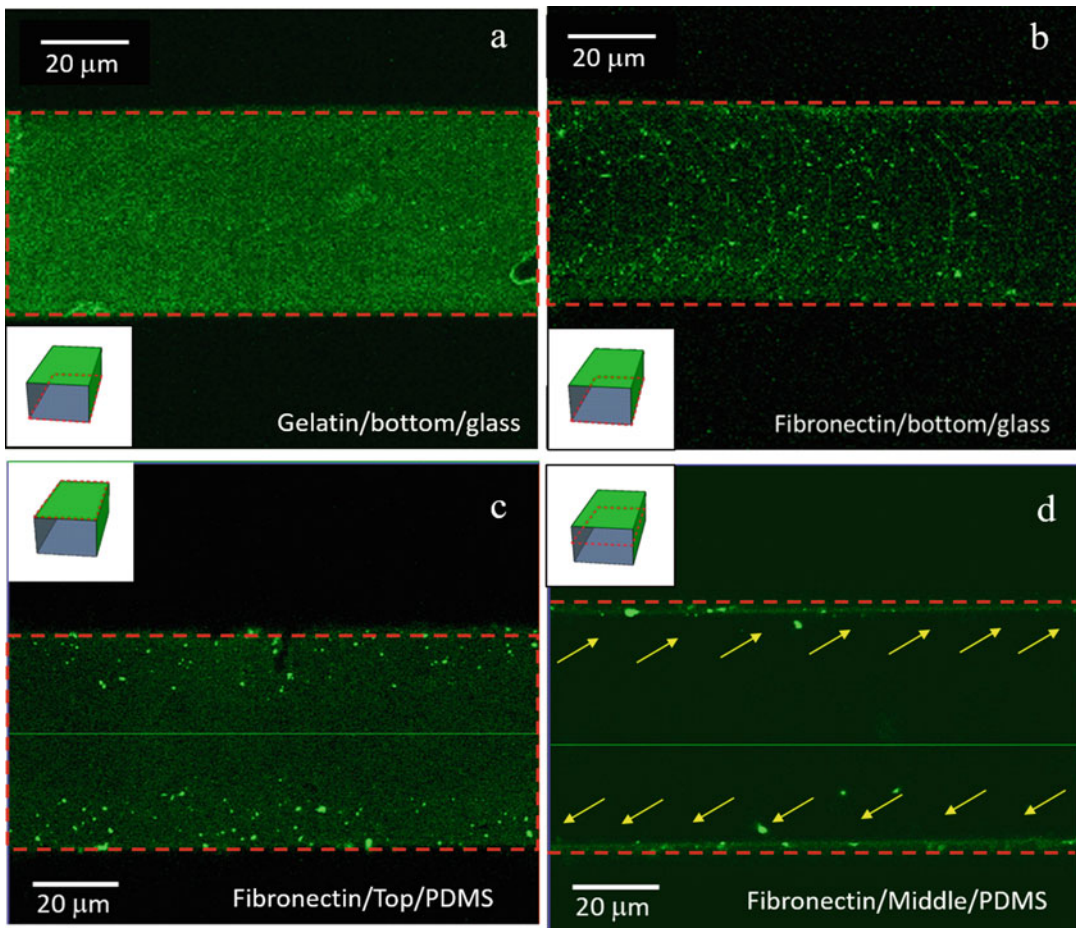 a
20 μm
Gelatin/bottom/glass
b
20 μm
Fibronectin/bottom/glass
c
20 μm
Fibronectin/Top/PDMS
d
20 μm
Fibronectin/Middle/PDMS